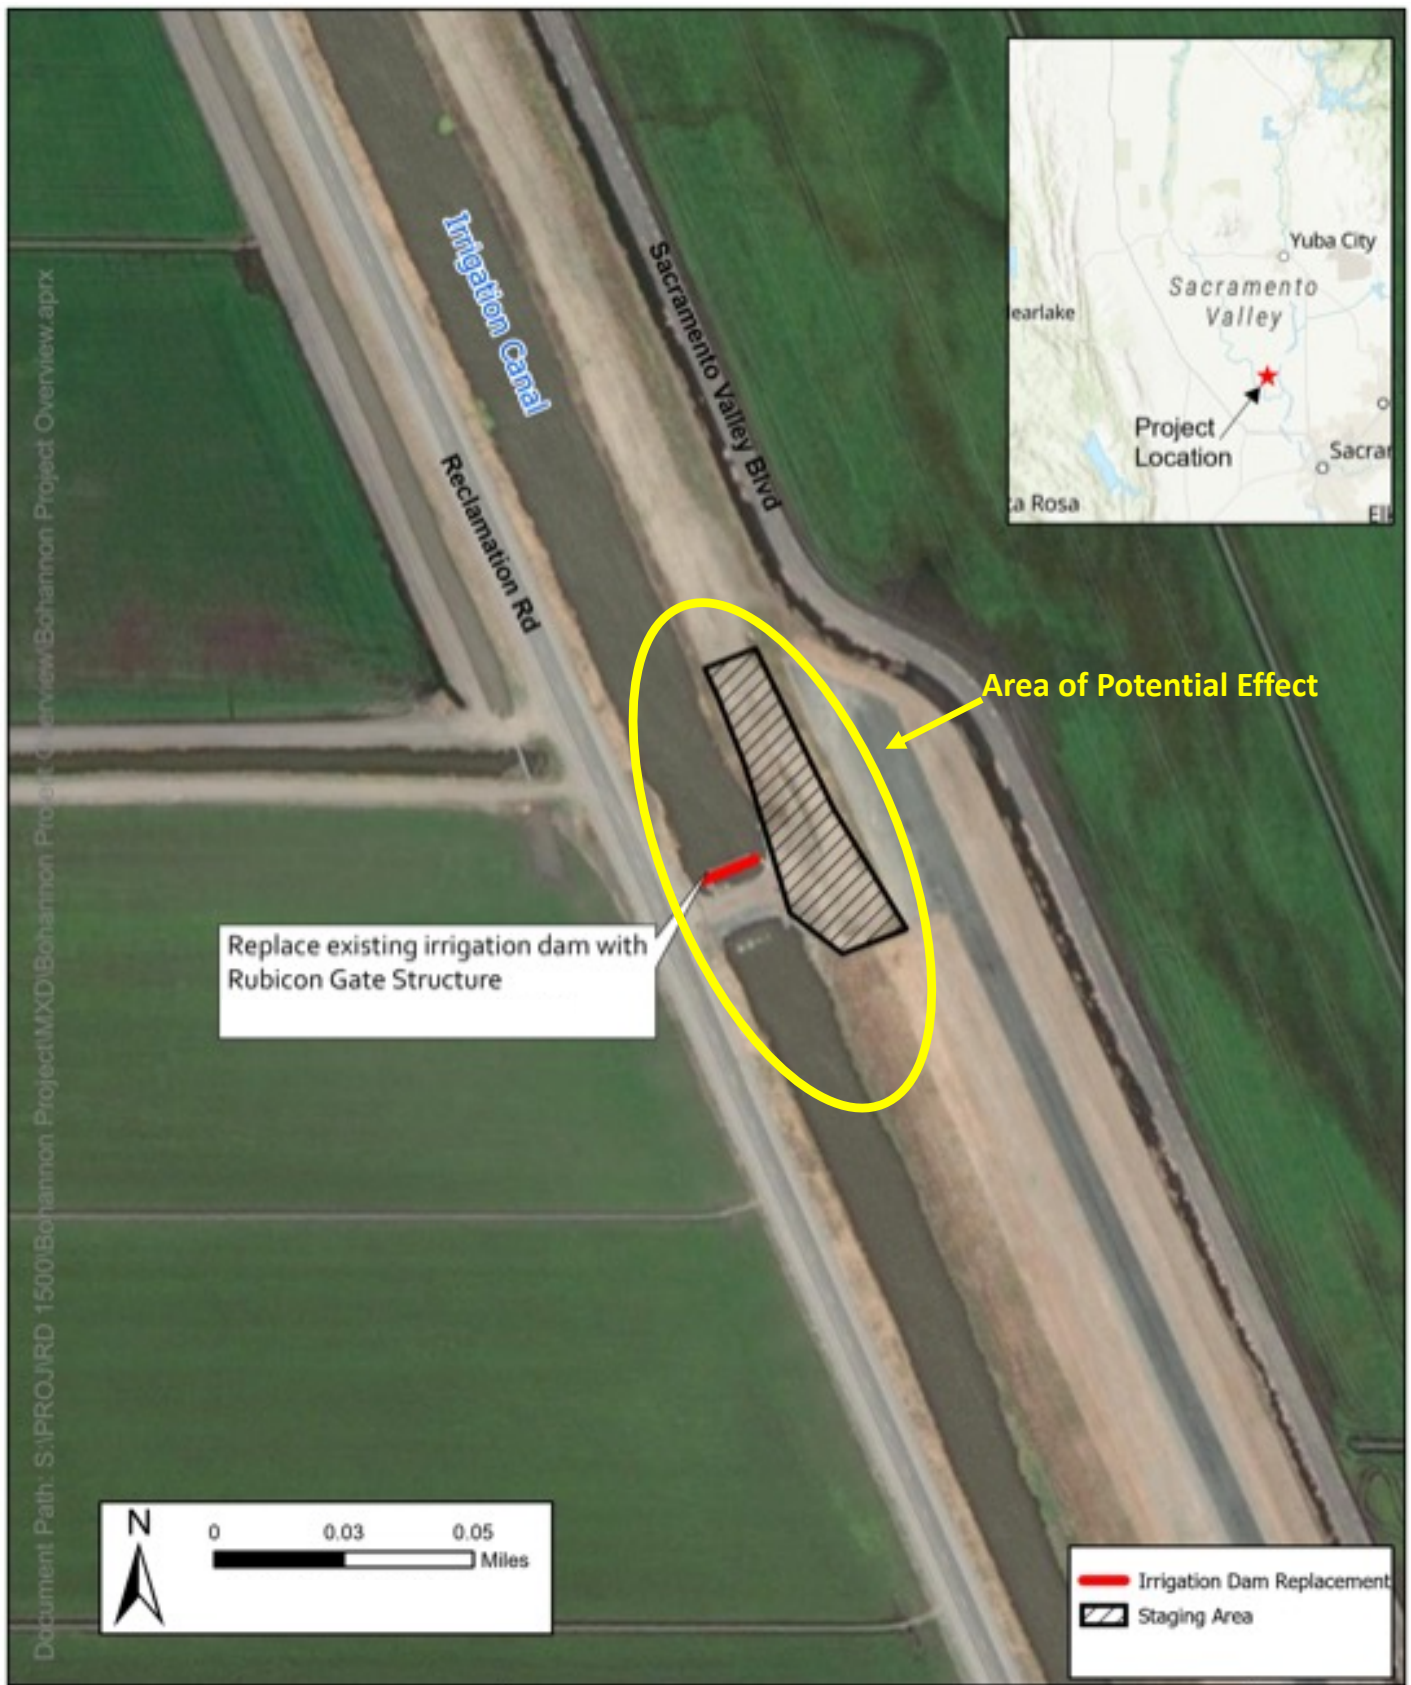 Yuba City
Sacramento
Valley
earlake
Project
Location
Sacrar
a Rosa
Irrigation Canal
Sacramento Valley Blvd
Reclamation Rd
Area of Potential Effect
Replace existing irrigation dam with
Rubicon Gate Structure
Document Path: S:\PROJ\RD 1500\Bohannon Project\MXD\Bohannon Project Overview\Bohannon Project Overview.aprx
N
0 0.03 0.05
Miles
Irrigation Dam Replacement
Staging Area